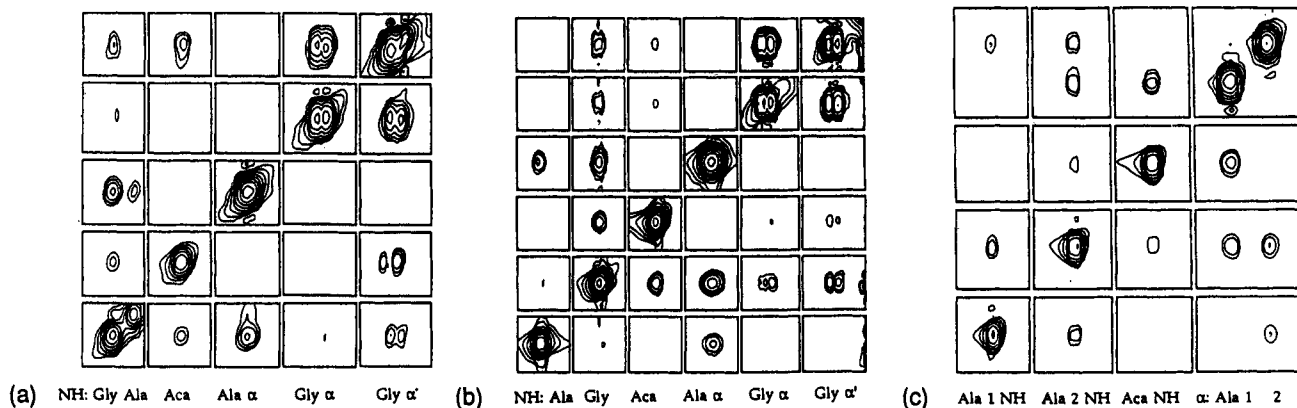 (a) NH: Gly Ala Aca Ala α Gly α Gly α'
(b) NH: Ala Gly Aca Ala α Gly α Gly α'
(c) Ala 1 NH Ala 2 NH Aca NH α: Ala 1 2